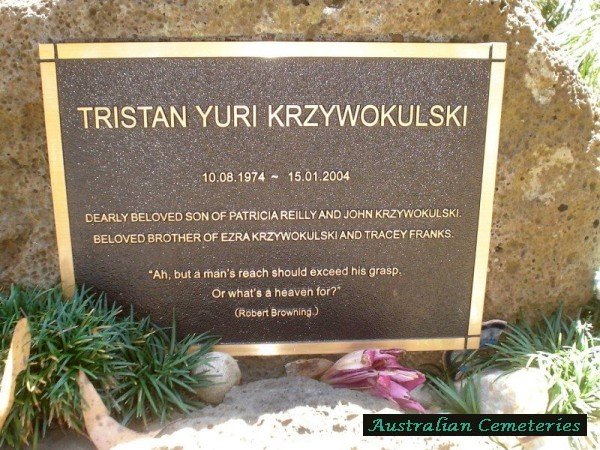 TRISTAN YURI KRZYWOKULSKI
10.08.1974 ~ 15.01.2004
DEARLY BELOVED SON OF PATRICIA REILLY AND JOHN KRZYWOKULSKI.
BELOVED BROTHER OF EZRA KRZYWOKULSKI AND TRACEY FRANKS.
"Ah, but a man's reach should exceed his grasp.
Or what's a heaven for?"
(Robert Browning.)
Australian Cemeteries